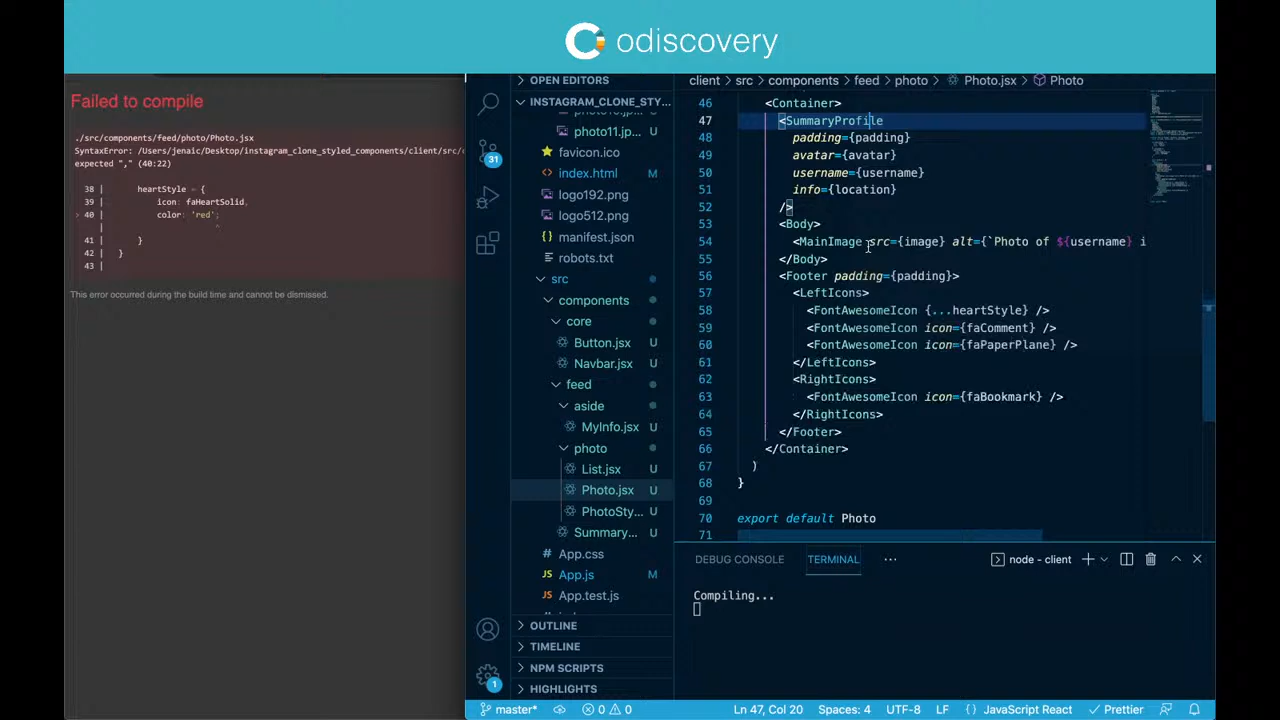 odiscovery
Failed to compile
./src/components/feed/photo/Photo.jsx
SyntaxError: /Users/jenaic/Desktop/instagram_clone_styled_components/client/src/
expected "," (40:22)
38 | heartStyle = {
39 | icon: faHeartSolid,
> 40 | color: 'red';
^
41 | }
42 | }
43 |
This error occurred during the build time and cannot be dismissed.
31
1
OPEN EDITORS
INSTAGRAM_CLONE_STY...
photo11.jp... U
favicon.ico
index.html M
logo192.png
logo512.png
manifest.json
robots.txt
src
components
core
Button.jsx U
Navbar.jsx U
feed
aside
MyInfo.jsx U
photo
List.jsx U
Photo.jsx U
PhotoSty... U
Summary... U
App.css
JS App.js M
JS App.test.js
OUTLINE
TIMELINE
NPM SCRIPTS
HIGHLIGHTS
client > src > components > feed > photo > Photo.jsx > Photo
46 <Container>
47 <SummaryProfile
48 padding={padding}
49 avatar={avatar}
50 username={username}
51 info={location}
52 />
53 <Body>
54 <MainImage src={image} alt={`Photo of ${username} i
55 </Body>
56 <Footer padding={padding}>
57 <LeftIcons>
58 <FontAwesomeIcon {...heartStyle} />
59 <FontAwesomeIcon icon={faComment} />
60 <FontAwesomeIcon icon={faPaperPlane} />
61 </LeftIcons>
62 <RightIcons>
63 <FontAwesomeIcon icon={faBookmark} />
64 </RightIcons>
65 </Footer>
66 </Container>
67 )
68 }
69
70 export default Photo
71
DEBUG CONSOLE TERMINAL ... node - client
Compiling...
master* 0 0 Ln 47, Col 20 Spaces: 4 UTF-8 LF {} JavaScript React Prettier